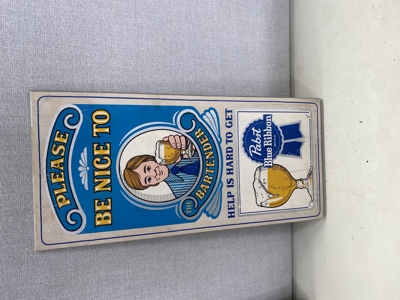 PLEASE
BE NICE TO
THE
BARTENDER
HELP IS HARD TO GET
Pabst
Blue Ribbon